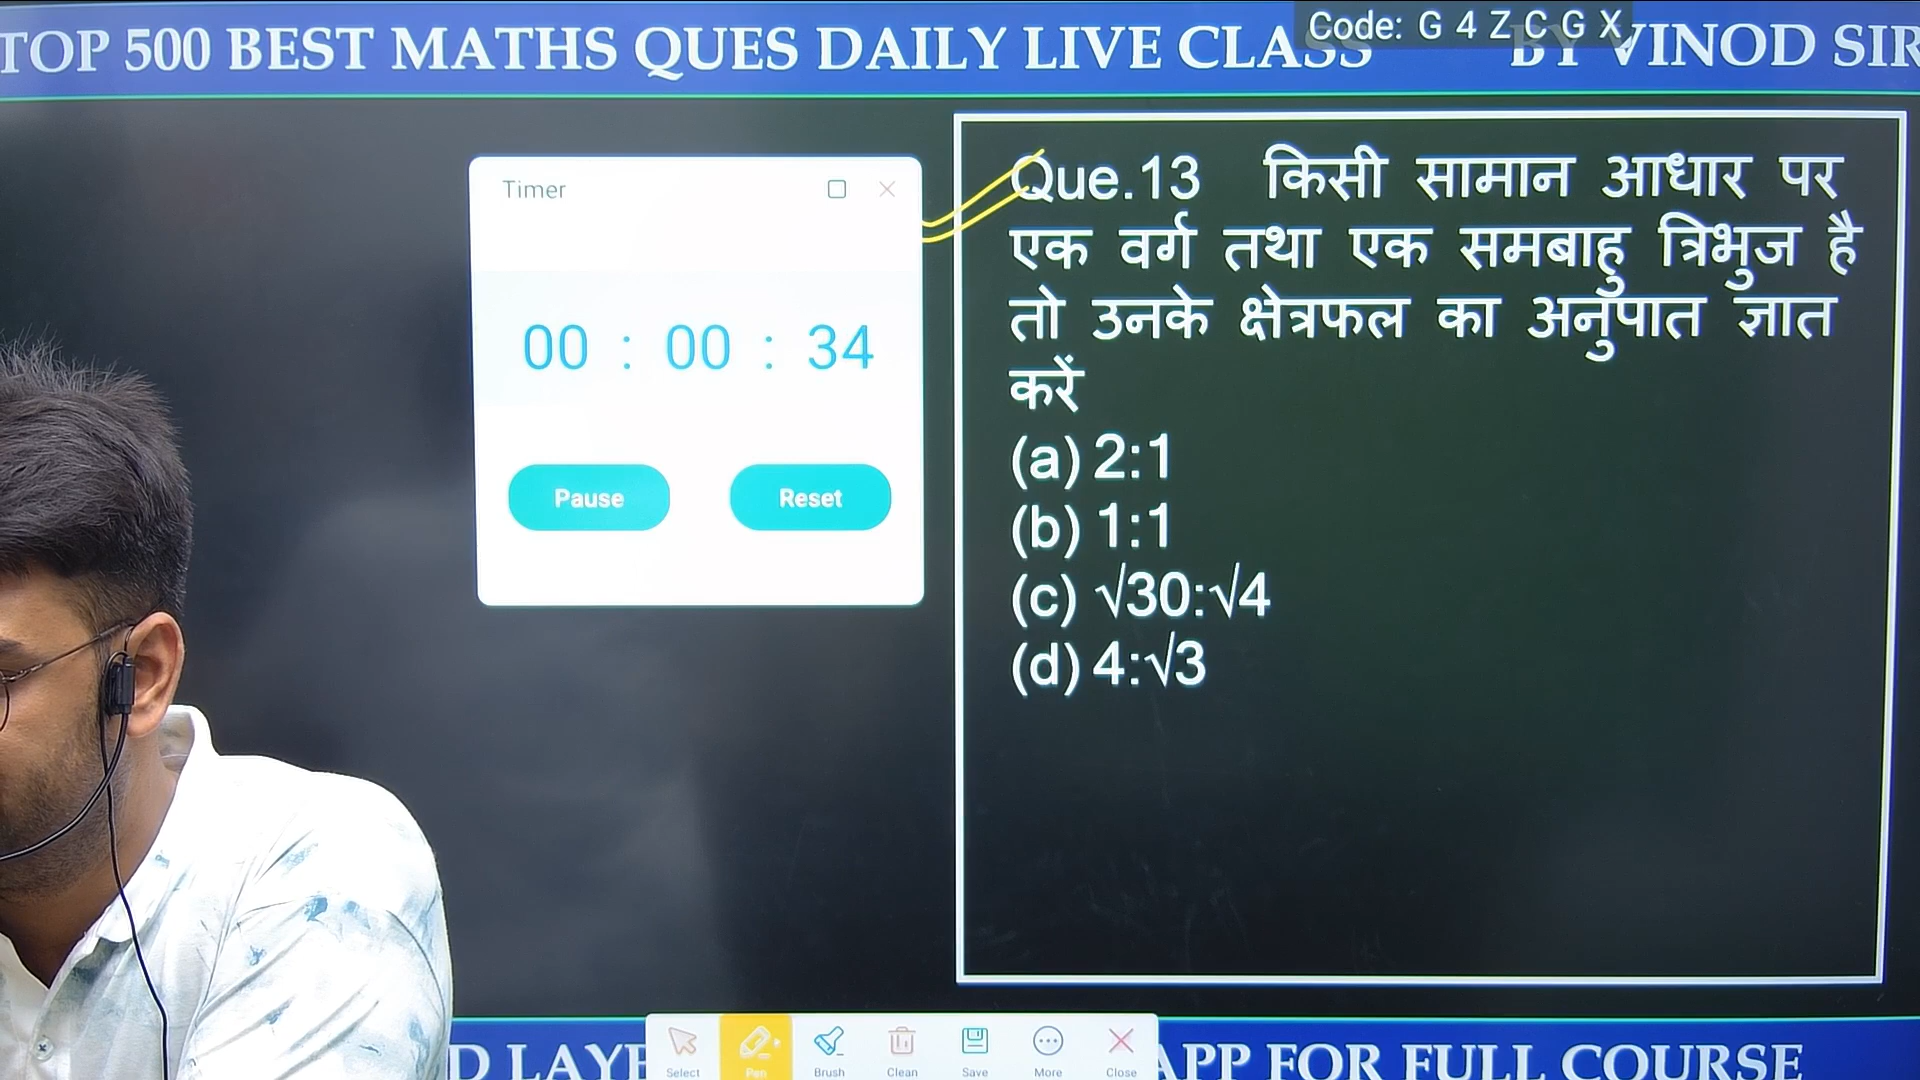 TOP 500 BEST MATHS QUES DAILY LIVE CLASS BY VINOD SIR
Code: G 4 Z C G X
Timer
00 : 00 : 34
Pause Reset
Que.13 किसी सामान आधार पर
एक वर्ग तथा एक समबाहु त्रिभुज है
तो उनके क्षेत्रफल का अनुपात ज्ञात
करें
(a) 2:1
(b) 1:1
(c) √30:√4
(d) 4:√3
Select Pen Brush Clean Save More Close
APP FOR FULL COURSE